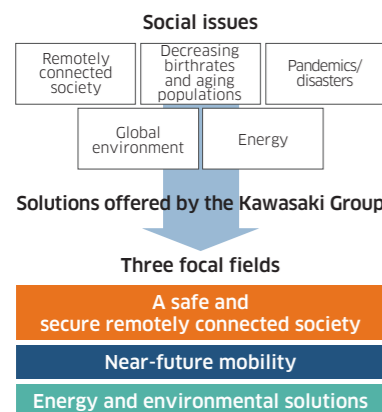 Social issues
Remotely
connected
society
Decreasing
birthrates
and aging
populations
Pandemics/
disasters
Global
environment
Energy
Solutions offered by the Kawasaki Group
Three focal fields
A safe and
secure remotely connected society
Near-future mobility
Energy and environmental solutions